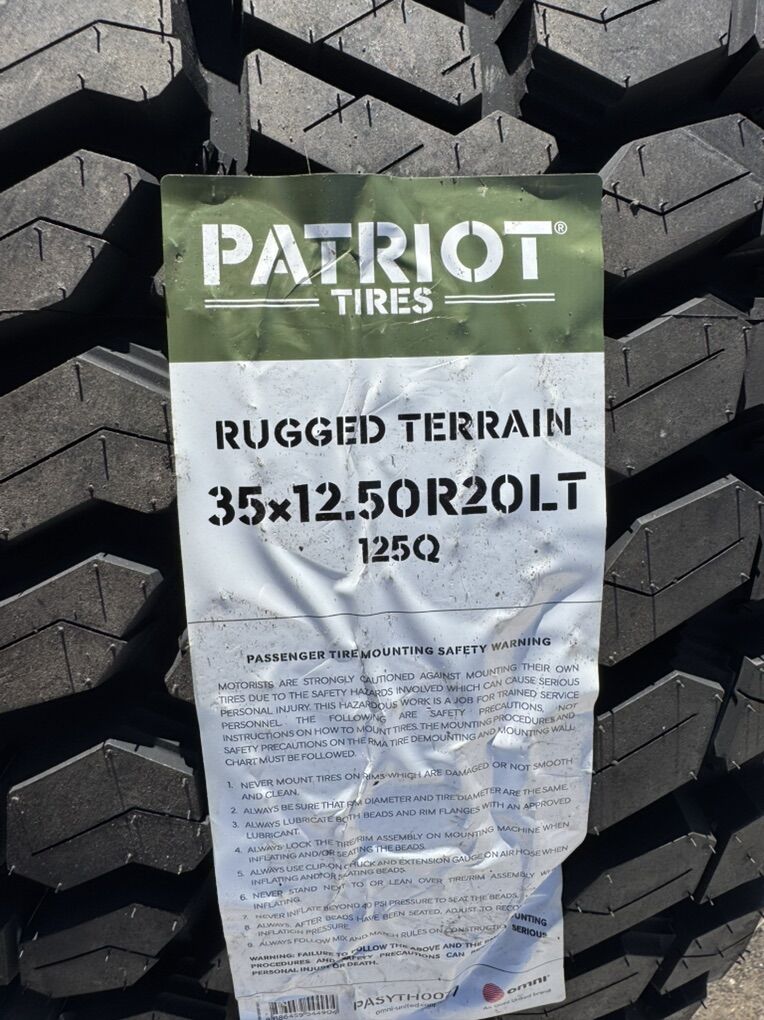 PATRIOT®
TIRES
RUGGED TERRAIN
35x12.50R20LT
125Q
PASSENGER TIRE MOUNTING SAFETY WARNING
MOTORISTS ARE STRONGLY CAUTIONED AGAINST MOUNTING THEIR OWN
TIRES DUE TO THE SAFETY HAZARDS INVOLVED WHICH CAN CAUSE SERIOUS
PERSONAL INJURY. THIS HAZARDOUS WORK IS A JOB FOR TRAINED SERVICE
PERSONNEL. THE FOLLOWING ARE SAFETY PRECAUTIONS, NOT
INSTRUCTIONS ON HOW TO MOUNT TIRES. THE MOUNTING PROCEDURES AND
SAFETY PRECAUTIONS ON THE RMA TIRE DEMOUNTING AND MOUNTING WALL
CHART MUST BE FOLLOWED.
1. NEVER MOUNT TIRES ON RIMS WHICH ARE DAMAGED OR NOT SMOOTH
AND CLEAN.
2. ALWAYS BE SURE THAT RIM DIAMETER AND TIRE DIAMETER ARE THE SAME.
3. ALWAYS LUBRICATE BOTH BEADS AND RIM FLANGES WITH AN APPROVED
LUBRICANT.
4. ALWAYS LOCK THE TIRE/RIM ASSEMBLY ON MOUNTING MACHINE WHEN
INFLATING AND/OR SEATING THE BEADS.
5. ALWAYS USE CLIP-ON CHUCK AND EXTENSION GAUGE ON AIR HOSE WHEN
INFLATING AND/OR SEATING BEADS.
6. NEVER STAND NEXT TO OR LEAN OVER TIRE/RIM ASSEMBLY
INFLATING.
7. NEVER INFLATE BEYOND 40 PSI PRESSURE TO SEAT THE BEADS.
8. ALWAYS, AFTER BEADS HAVE BEEN SEATED, ADJUST TO
INFLATION PRESSURE.
9. ALWAYS FOLLOW MIX AND MATCH RULES ON CONSTRUCTION
WARNING: FAILURE TO FOLLOW THE ABOVE AND THE UNTING
PROCEDURES AND SAFETY PRECAUTIONS CAN SERIOUS
PERSONAL INJURY OR DEATH.
omni
omni-united.com
An Omni United brand